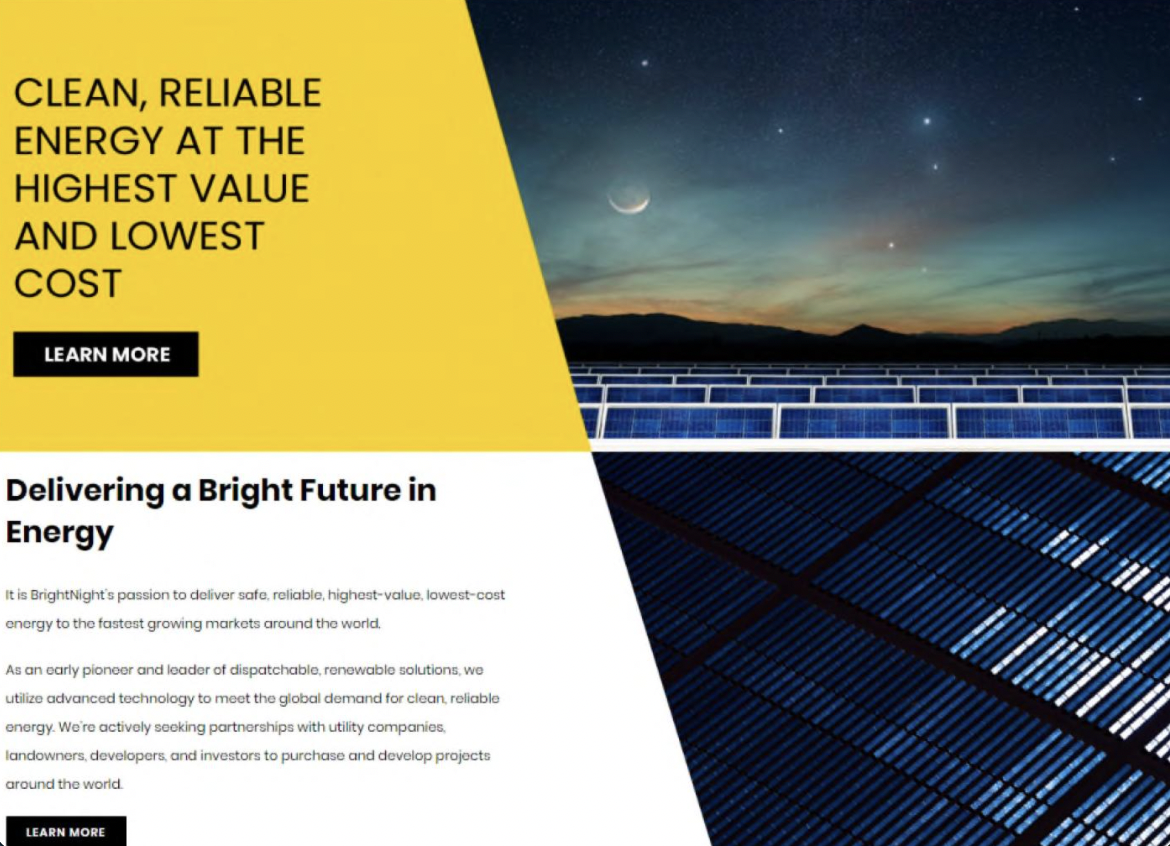 CLEAN, RELIABLE
ENERGY AT THE
HIGHEST VALUE
AND LOWEST
COST
LEARN MORE
Delivering a Bright Future in
Energy
It is BrightNight's passion to deliver safe, reliable, highest-value, lowest-cost
energy to the fastest growing markets around the world.
As an early pioneer and leader of dispatchable, renewable solutions, we
utilize advanced technology to meet the global demand for clean, reliable
energy. We're actively seeking partnerships with utility companies,
landowners, developers, and investors to purchase and develop projects
around the world.
LEARN MORE